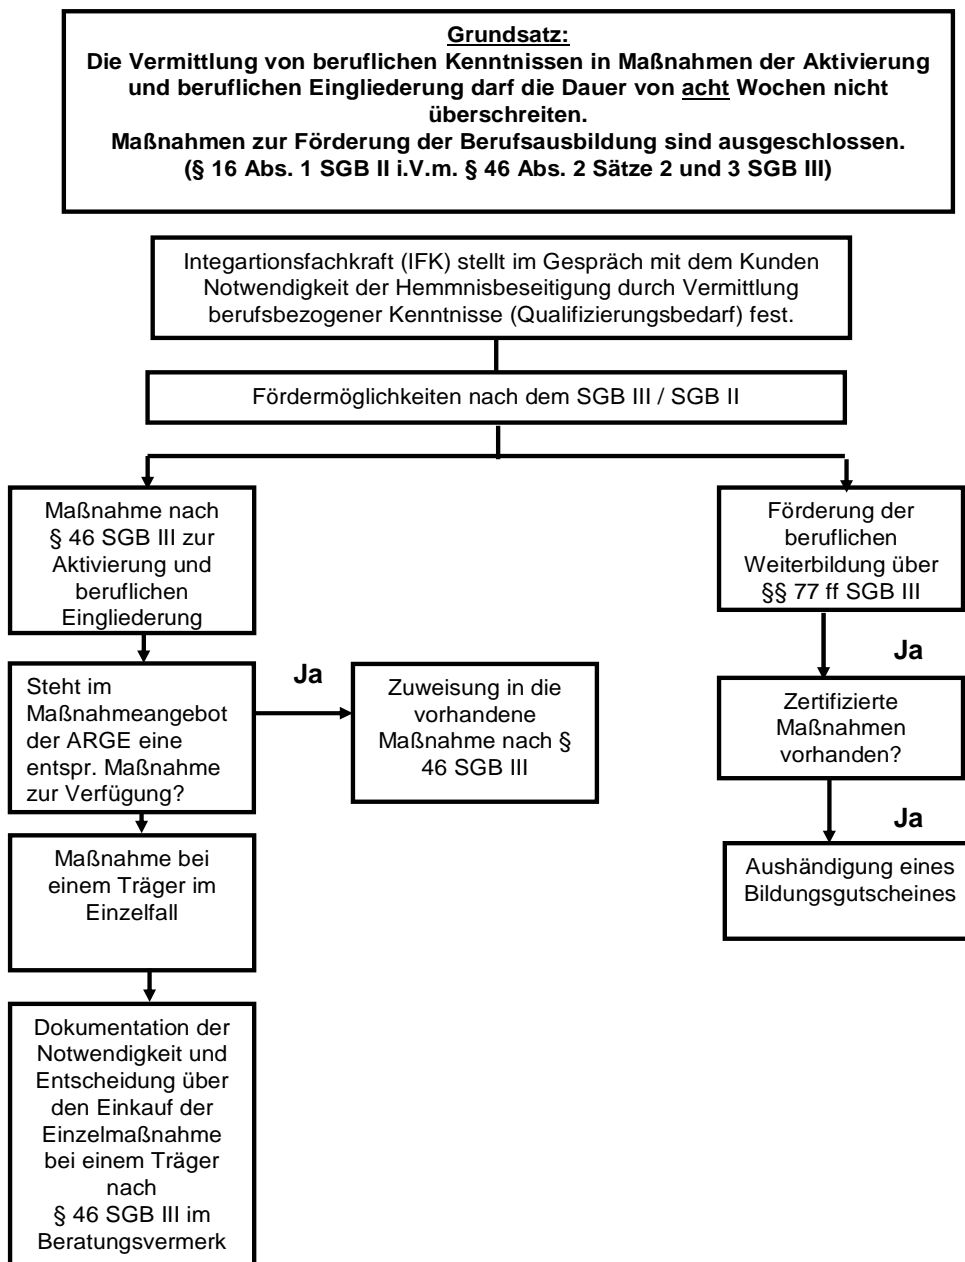 Grundsatz:
Die Vermittlung von beruflichen Kenntnissen in Maßnahmen der Aktivierung
und beruflichen Eingliederung darf die Dauer von acht Wochen nicht
überschreiten.
Maßnahmen zur Förderung der Berufsausbildung sind ausgeschlossen.
(§ 16 Abs. 1 SGB II i.V.m. § 46 Abs. 2 Sätze 2 und 3 SGB III)
Integartionsfachkraft (IFK) stellt im Gespräch mit dem Kunden
Notwendigkeit der Hemmnisbeseitigung durch Vermittlung
berufsbezogener Kenntnisse (Qualifizierungsbedarf) fest.
Fördermöglichkeiten nach dem SGB III / SGB II
Maßnahme nach
§ 46 SGB III zur
Aktivierung und
beruflichen
Eingliederung
Förderung der
beruflichen
Weiterbildung über
§§ 77 ff SGB III
Steht im
Maßnahmeangebot
der ARGE eine
entspr. Maßnahme
zur Verfügung?
Ja
Zuweisung in die
vorhandene
Maßnahme nach §
46 SGB III
Ja
Zertifizierte
Maßnahmen
vorhanden?
Maßnahme bei
einem Träger im
Einzelfall
Ja
Aushändigung eines
Bildungsgutscheines
Dokumentation der
Notwendigkeit und
Entscheidung über
den Einkauf der
Einzelmaßnahme
bei einem Träger
nach
§ 46 SGB III im
Beratungsvermerk